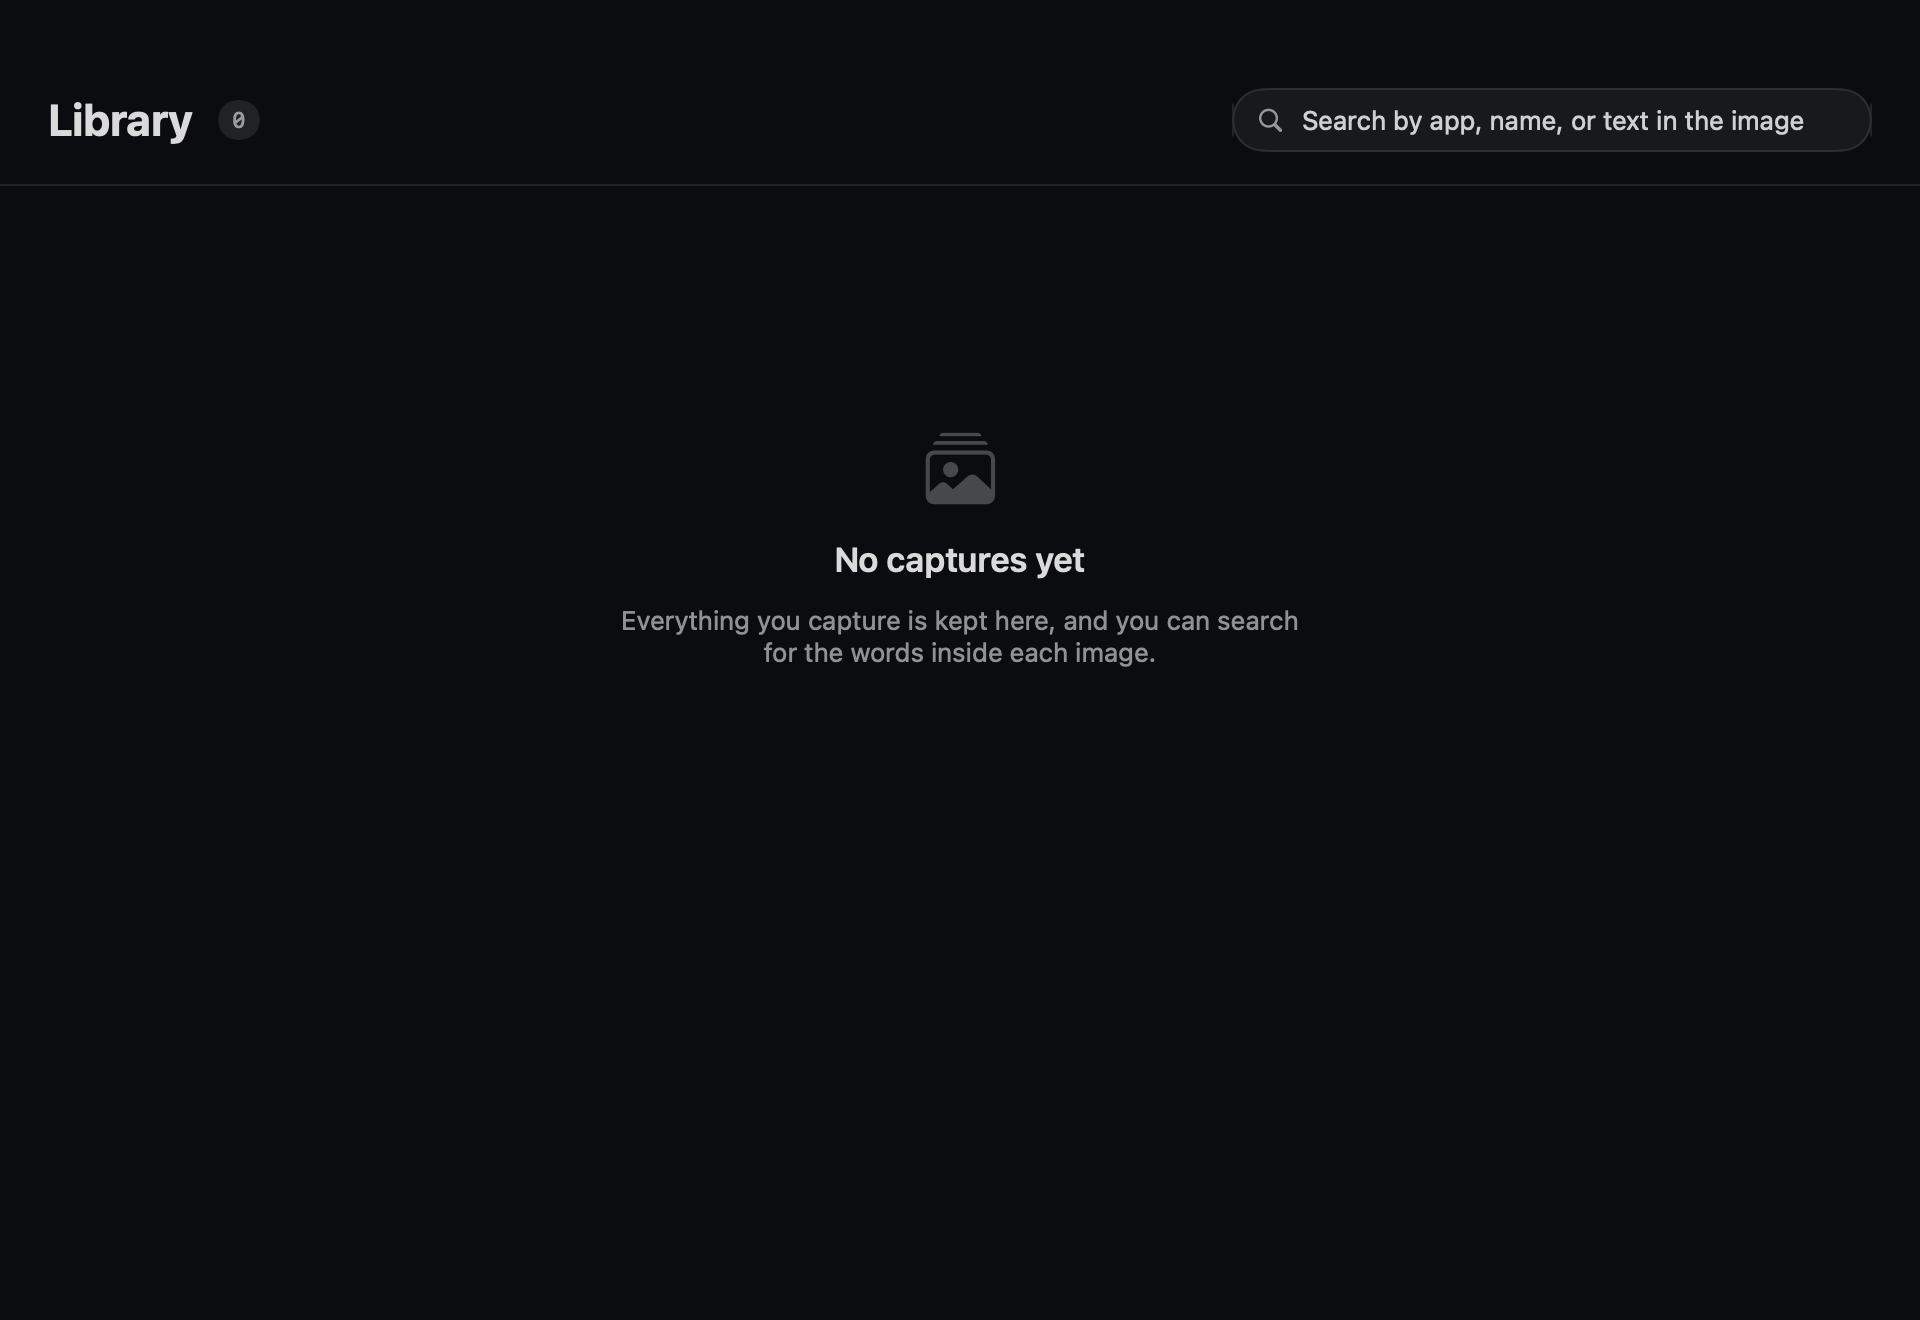 Library
0
Search by app, name, or text in the image
No captures yet
Everything you capture is kept here, and you can search
for the words inside each image.